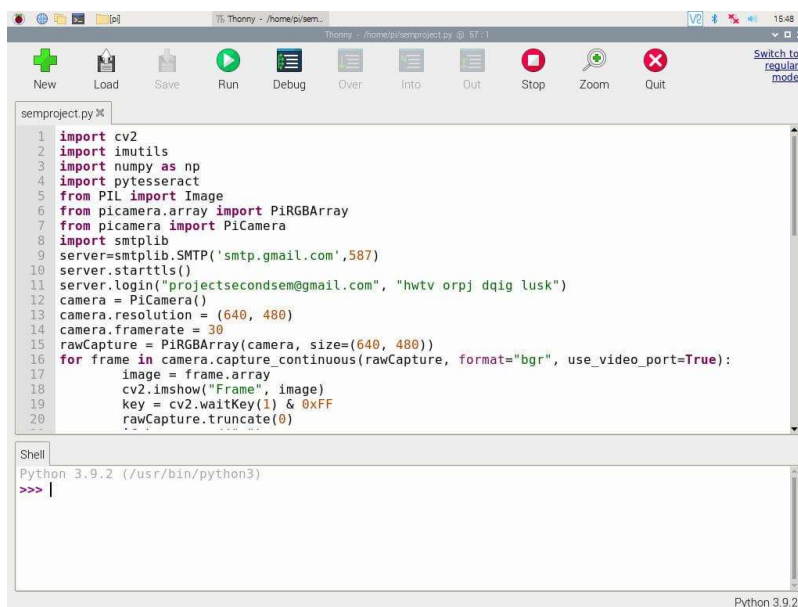 [pi]
Thonny - /home/pi/sem...
15:48
Thonny - /home/pi/semproject.py @ 57:1
New Load Save Run Debug Over Into Out Stop Zoom Quit
Switch to
regular
mode
semproject.py
1 import cv2
2 import imutils
3 import numpy as np
4 import pytesseract
5 from PIL import Image
6 from picamera.array import PiRGBArray
7 from picamera import PiCamera
8 import smtplib
9 server=smtplib.SMTP('smtp.gmail.com',587)
10 server.starttls()
11 server.login("projectsecondsem@gmail.com", "hwtv orpj dqig lusk")
12 camera = PiCamera()
13 camera.resolution = (640, 480)
14 camera.framerate = 30
15 rawCapture = PiRGBArray(camera, size=(640, 480))
16 for frame in camera.capture_continuous(rawCapture, format="bgr", use_video_port=True):
17 image = frame.array
18 cv2.imshow("Frame", image)
19 key = cv2.waitKey(1) & 0xFF
20 rawCapture.truncate(0)
Shell
Python 3.9.2 (/usr/bin/python3)
>>>
Python 3.9.2